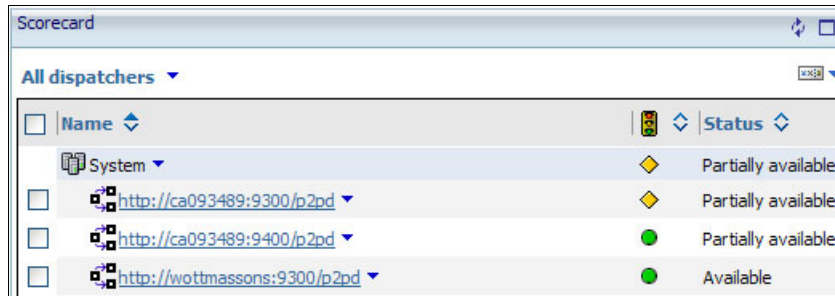 Scorecard
All dispatchers
Name Status
System Partially available
http://ca093489:9300/p2pd Partially available
http://ca093489:9400/p2pd Partially available
http://wottmassons:9300/p2pd Available